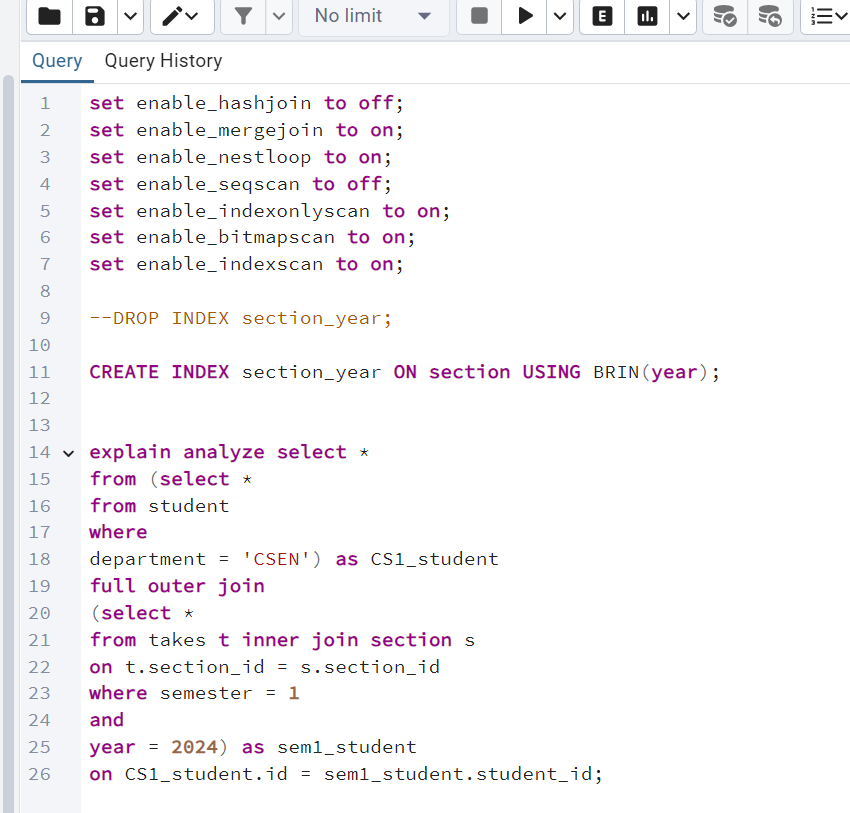 No limit
E
Query Query History
1 set enable_hashjoin to off;
2 set enable_mergejoin to on;
3 set enable_nestloop to on;
4 set enable_seqscan to off;
5 set enable_indexonlyscan to on;
6 set enable_bitmapscan to on;
7 set enable_indexscan to on;
8
9 --DROP INDEX section_year;
10
11 CREATE INDEX section_year ON section USING BRIN(year);
12
13
14 explain analyze select *
15 from (select *
16 from student
17 where
18 department = 'CSEN') as CS1_student
19 full outer join
20 (select *
21 from takes t inner join section s
22 on t.section_id = s.section_id
23 where semester = 1
24 and
25 year = 2024) as sem1_student
26 on CS1_student.id = sem1_student.student_id;